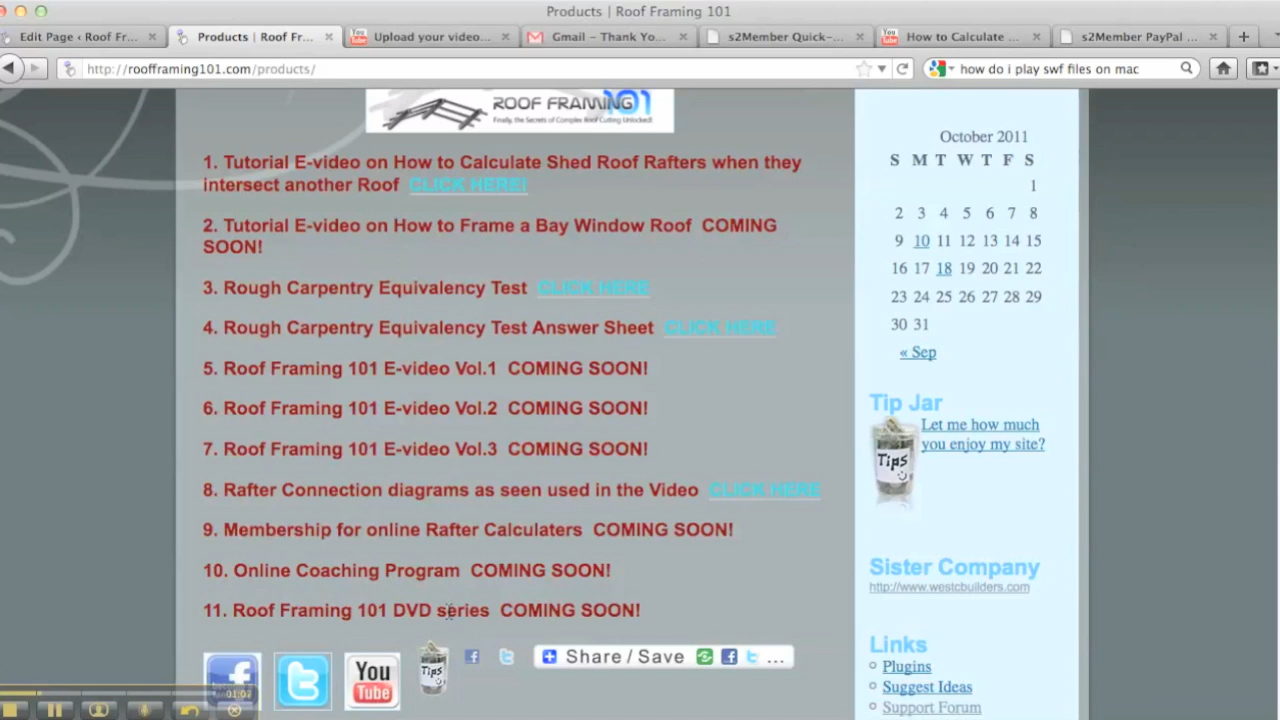 Products | Roof Framing 101
Edit Page ‹ Roof Fr...
Products | Roof Fr...
Upload your video...
Gmail – Thank Yo...
s2Member Quick-...
How to Calculate ...
s2Member PayPal ...
http://roofframing101.com/products/
how do i play swf files on mac
ROOF FRAMING 101
Finally, the Secrets of Complex Roof Cutting Unlocked!
1. Tutorial E-video on How to Calculate Shed Roof Rafters when they
intersect another Roof CLICK HERE!
2. Tutorial E-video on How to Frame a Bay Window Roof COMING
SOON!
3. Rough Carpentry Equivalency Test CLICK HERE
4. Rough Carpentry Equivalency Test Answer Sheet CLICK HERE
5. Roof Framing 101 E-video Vol.1 COMING SOON!
6. Roof Framing 101 E-video Vol.2 COMING SOON!
7. Roof Framing 101 E-video Vol.3 COMING SOON!
8. Rafter Connection diagrams as seen used in the Video CLICK HERE
9. Membership for online Rafter Calculaters COMING SOON!
10. Online Coaching Program COMING SOON!
11. Roof Framing 101 DVD series COMING SOON!
You
Tube
Tips
Share / Save
...
01:07
October 2011
S M T W T F S
1
2 3 4 5 6 7 8
9 10 11 12 13 14 15
16 17 18 19 20 21 22
23 24 25 26 27 28 29
30 31
« Sep
Tip Jar
Let me how much
you enjoy my site?
Tips
Sister Company
http://www.westcbuilders.com
Links
Plugins
Suggest Ideas
Support Forum